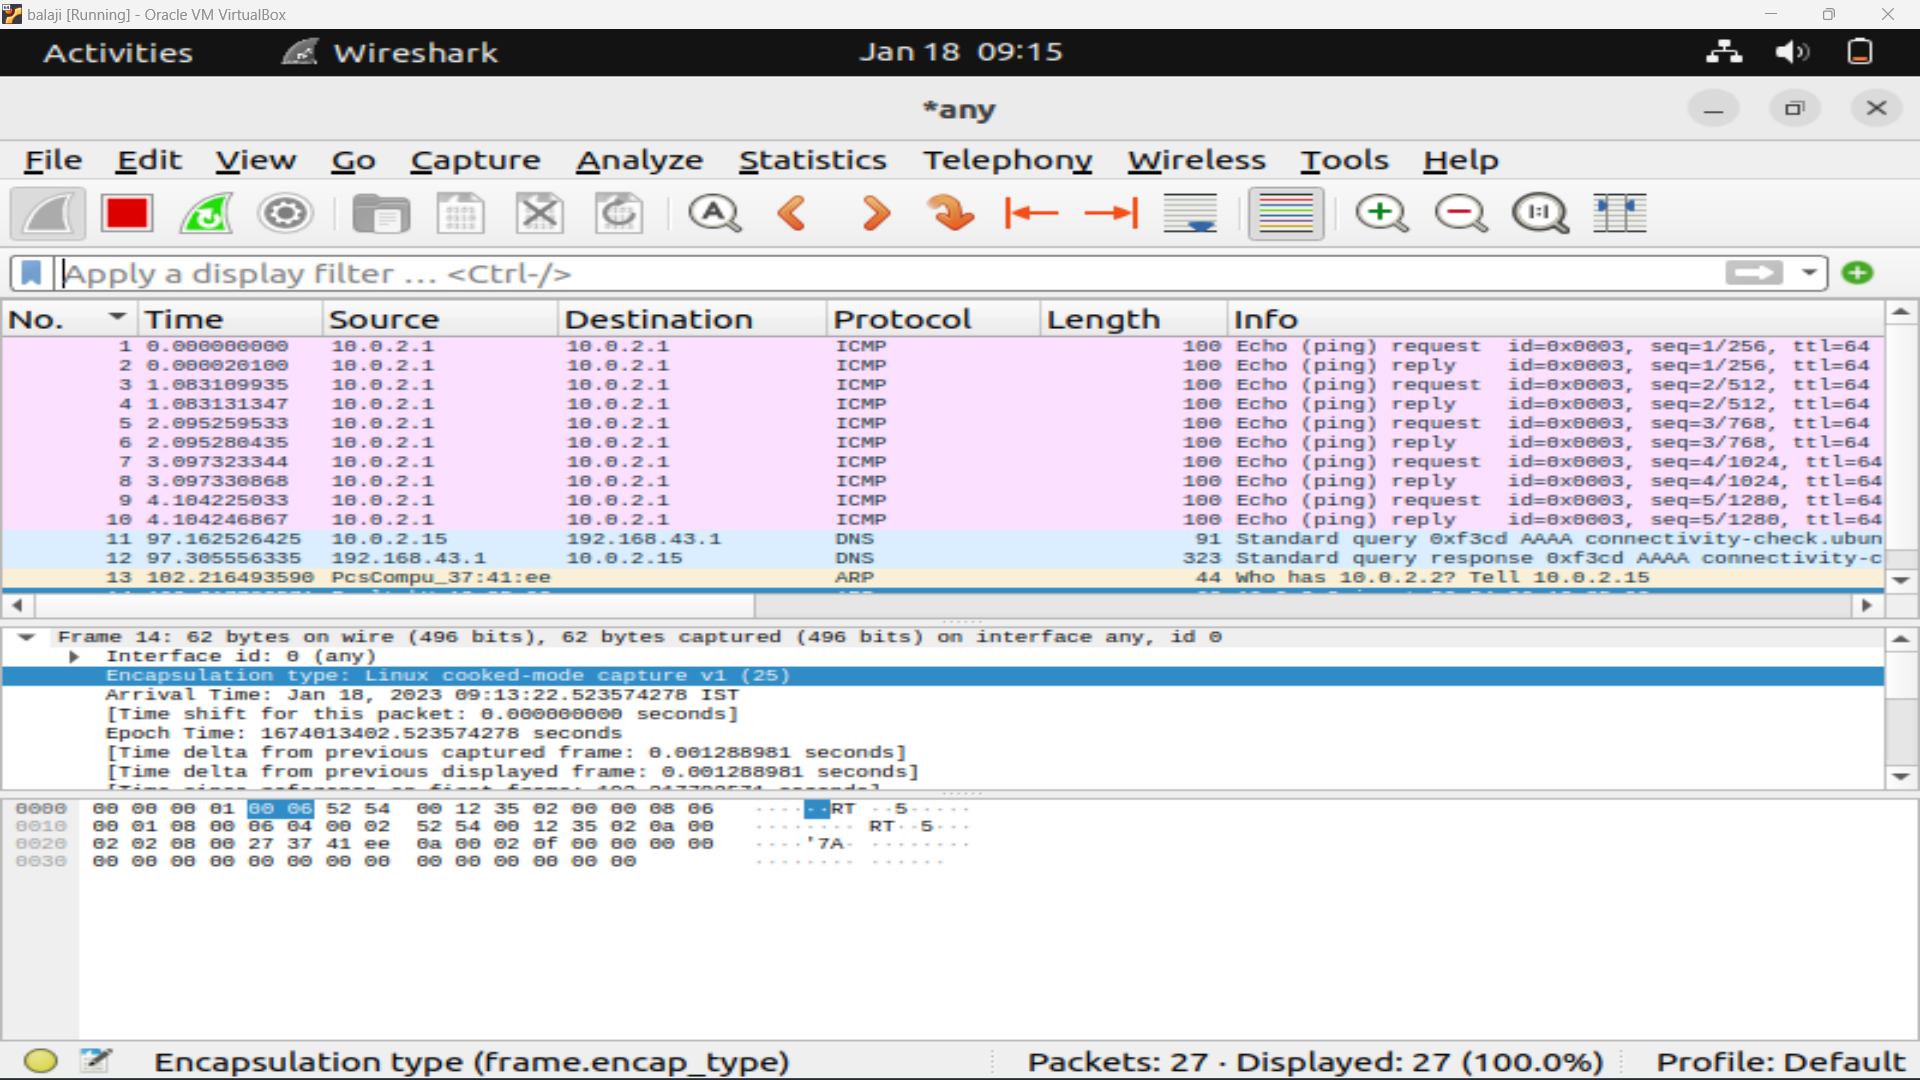 balaji [Running] - Oracle VM VirtualBox
Activities Wireshark Jan 18 09:15
*any
File Edit View Go Capture Analyze Statistics Telephony Wireless Tools Help
Apply a display filter ... <Ctrl-/>
No. Time Source Destination Protocol Length Info
1 0.000000000 10.0.2.1 10.0.2.1 ICMP 100 Echo (ping) request id=0x0003, seq=1/256, ttl=64
2 0.000020100 10.0.2.1 10.0.2.1 ICMP 100 Echo (ping) reply id=0x0003, seq=1/256, ttl=64
3 1.083109935 10.0.2.1 10.0.2.1 ICMP 100 Echo (ping) request id=0x0003, seq=2/512, ttl=64
4 1.083131347 10.0.2.1 10.0.2.1 ICMP 100 Echo (ping) reply id=0x0003, seq=2/512, ttl=64
5 2.095259533 10.0.2.1 10.0.2.1 ICMP 100 Echo (ping) request id=0x0003, seq=3/768, ttl=64
6 2.095280435 10.0.2.1 10.0.2.1 ICMP 100 Echo (ping) reply id=0x0003, seq=3/768, ttl=64
7 3.097323344 10.0.2.1 10.0.2.1 ICMP 100 Echo (ping) request id=0x0003, seq=4/1024, ttl=64
8 3.097330868 10.0.2.1 10.0.2.1 ICMP 100 Echo (ping) reply id=0x0003, seq=4/1024, ttl=64
9 4.104225033 10.0.2.1 10.0.2.1 ICMP 100 Echo (ping) request id=0x0003, seq=5/1280, ttl=64
10 4.104246867 10.0.2.1 10.0.2.1 ICMP 100 Echo (ping) reply id=0x0003, seq=5/1280, ttl=64
11 97.162526425 10.0.2.15 192.168.43.1 DNS 91 Standard query 0xf3cd AAAA connectivity-check.ubun
12 97.305556335 192.168.43.1 10.0.2.15 DNS 323 Standard query response 0xf3cd AAAA connectivity-c
13 102.216493590 PcsCompu_37:41:ee ARP 44 Who has 10.0.2.2? Tell 10.0.2.15
Frame 14: 62 bytes on wire (496 bits), 62 bytes captured (496 bits) on interface any, id 0
Interface id: 0 (any)
Encapsulation type: Linux cooked-mode capture v1 (25)
Arrival Time: Jan 18, 2023 09:13:22.523574278 IST
[Time shift for this packet: 0.000000000 seconds]
Epoch Time: 1674013402.523574278 seconds
[Time delta from previous captured frame: 0.001288981 seconds]
[Time delta from previous displayed frame: 0.001288981 seconds]
0000 00 00 00 01 00 06 52 54 00 12 35 02 00 00 08 06 ······RT ··5·····
0010 00 01 08 00 06 04 00 02 52 54 00 12 35 02 0a 00 ········ RT··5···
0020 02 02 08 00 27 37 41 ee 0a 00 02 0f 00 00 00 00 ····'7A· ········
0030 00 00 00 00 00 00 00 00 00 00 00 00 00 00 ········ ······
Encapsulation type (frame.encap_type) Packets: 27 · Displayed: 27 (100.0%) Profile: Default